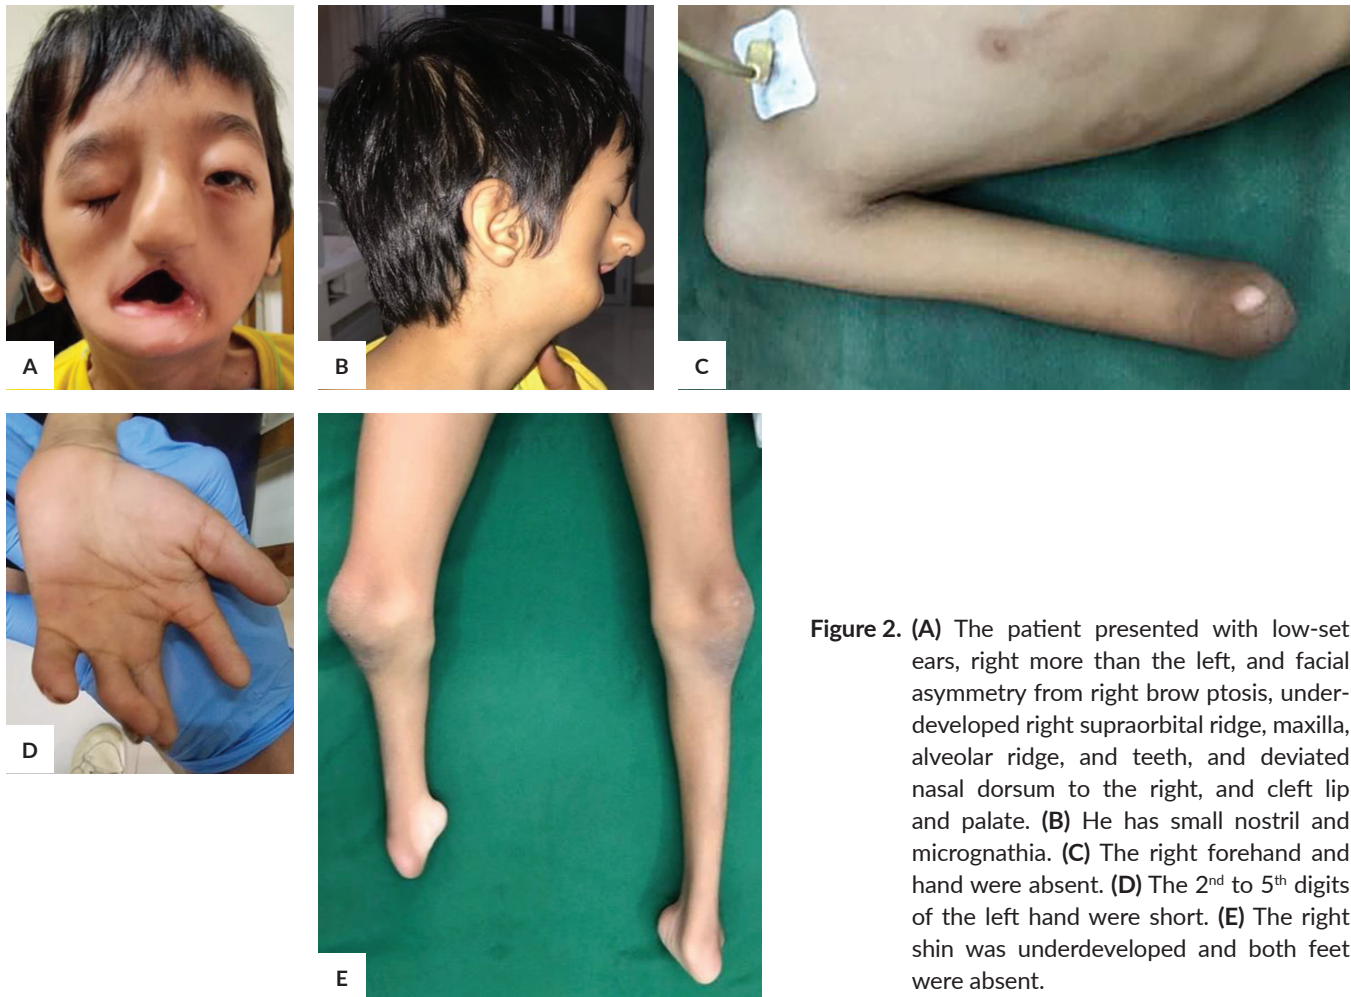 A
B
C
D
E
Figure 2. (A) The patient presented with low-set
ears, right more than the left, and facial
asymmetry from right brow ptosis, under-
developed right supraorbital ridge, maxilla,
alveolar ridge, and teeth, and deviated
nasal dorsum to the right, and cleft lip
and palate. (B) He has small nostril and
micrognathia. (C) The right forehand and
hand were absent. (D) The 2nd to 5th digits
of the left hand were short. (E) The right
shin was underdeveloped and both feet
were absent.